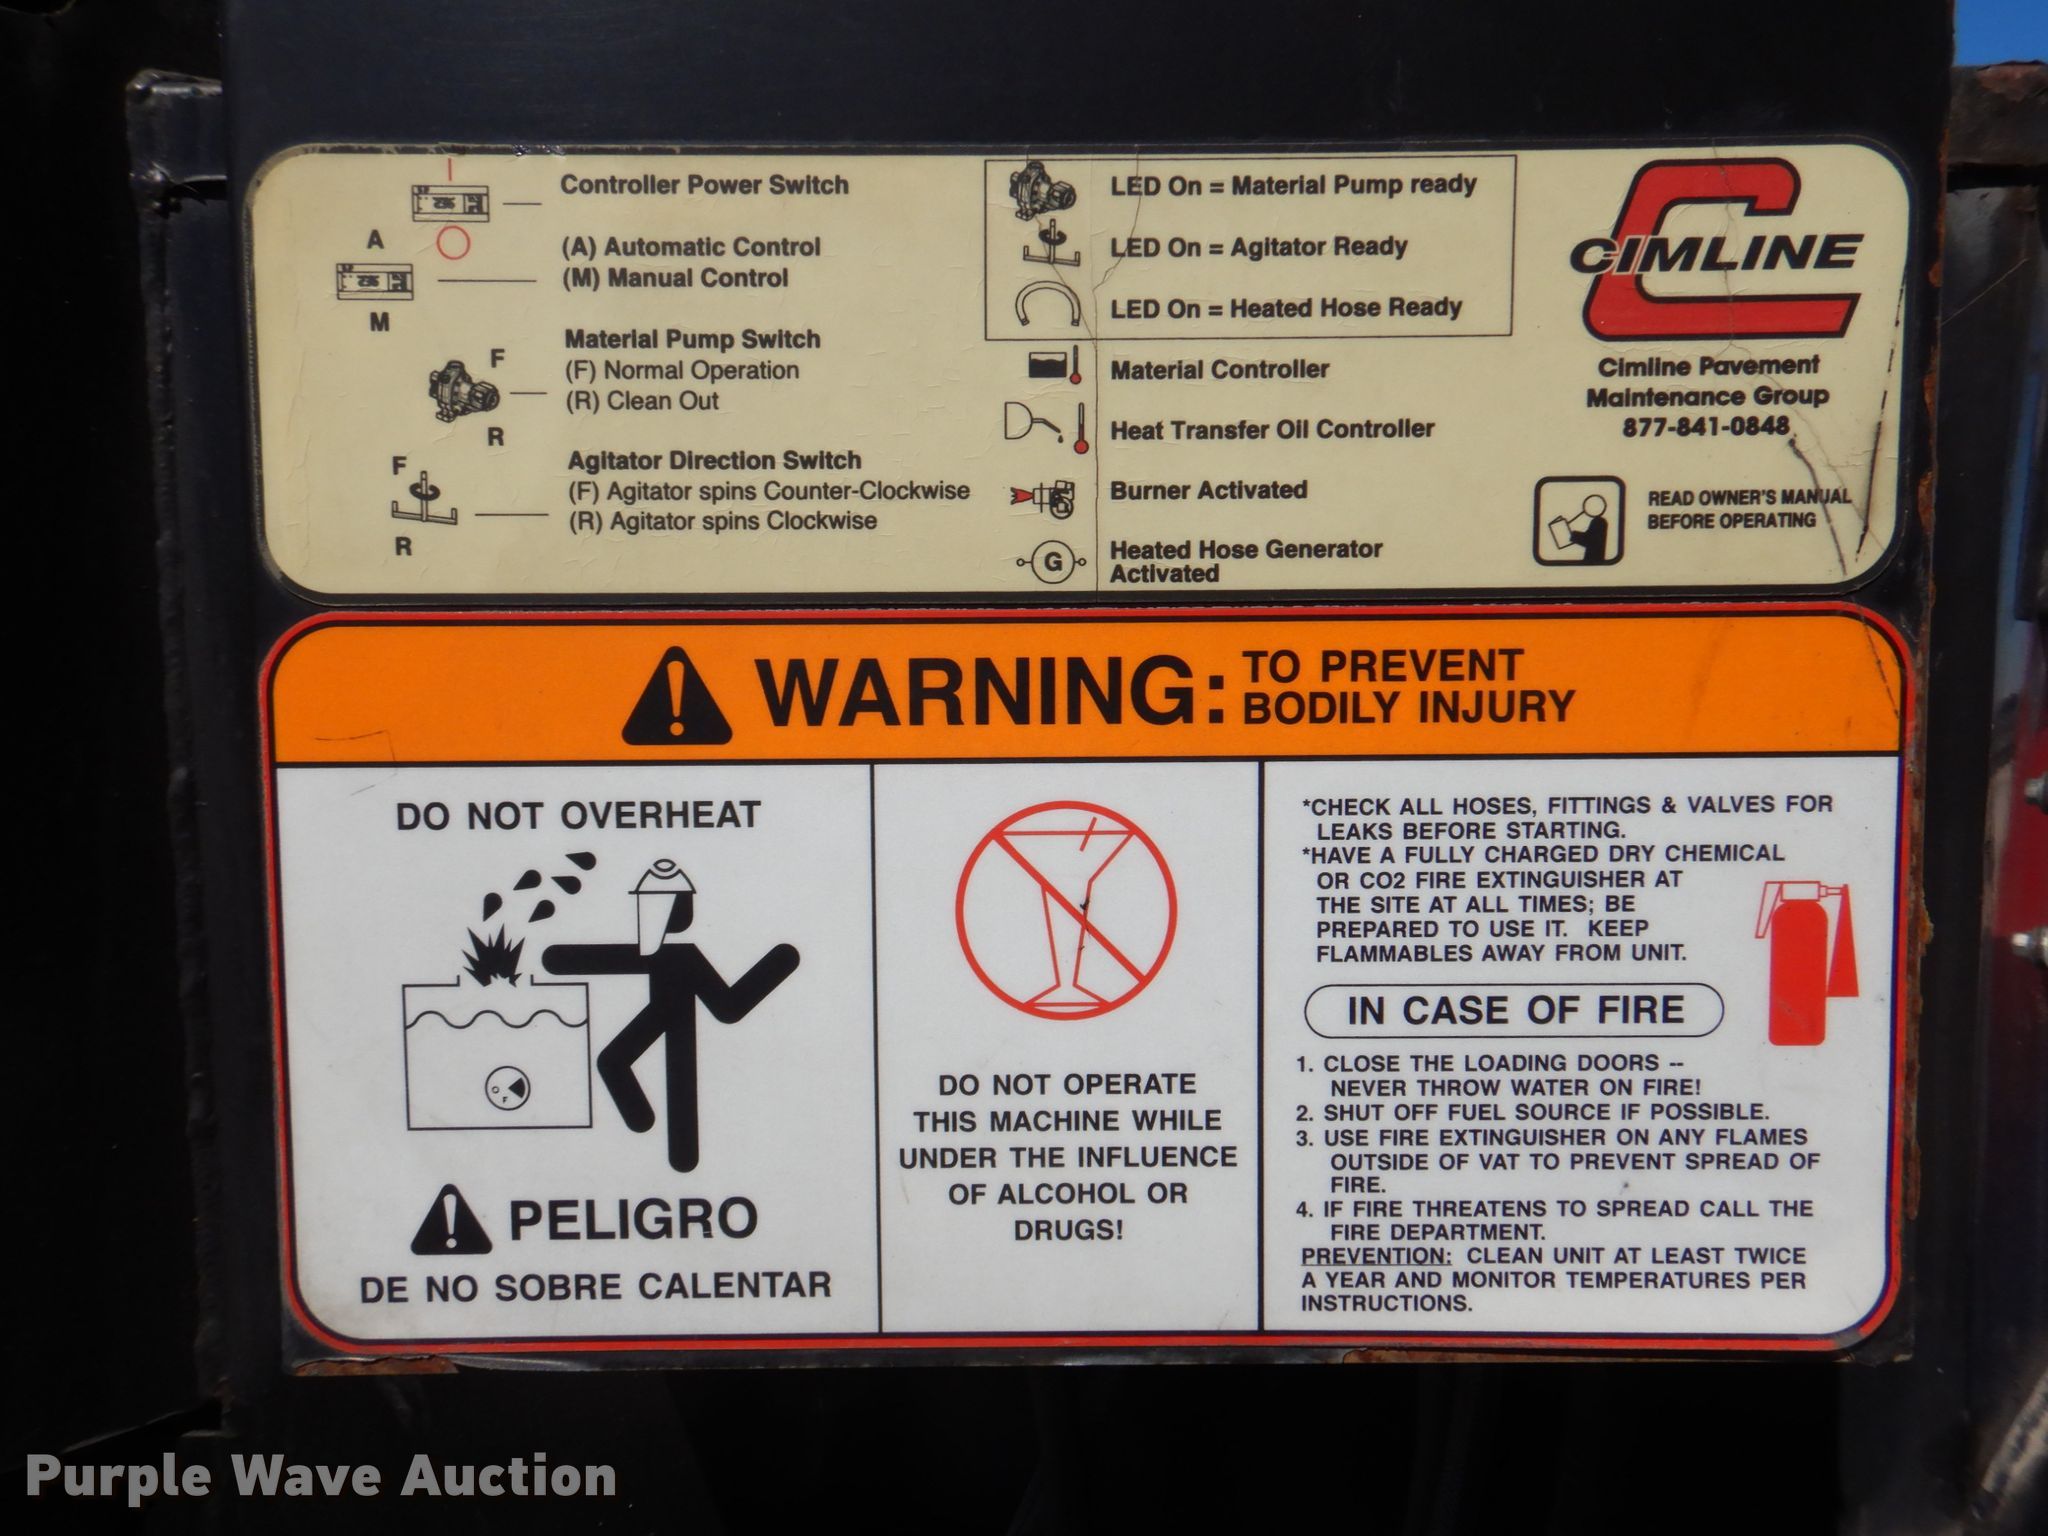 Controller Power Switch
A
(A) Automatic Control
(M) Manual Control
M
Material Pump Switch
F
(F) Normal Operation
(R) Clean Out
R
Agitator Direction Switch
F
(F) Agitator spins Counter-Clockwise
(R) Agitator spins Clockwise
R
LED On = Material Pump ready
LED On = Agitator Ready
LED On = Heated Hose Ready
Material Controller
Heat Transfer Oil Controller
Burner Activated
G
Heated Hose Generator
Activated
CIMLINE
Cimline Pavement
Maintenance Group
877-841-0848
READ OWNER'S MANUAL
BEFORE OPERATING
WARNING:
TO PREVENT
BODILY INJURY
DO NOT OVERHEAT
O F
PELIGRO
DE NO SOBRE CALENTAR
DO NOT OPERATE
THIS MACHINE WHILE
UNDER THE INFLUENCE
OF ALCOHOL OR
DRUGS!
*CHECK ALL HOSES, FITTINGS & VALVES FOR
LEAKS BEFORE STARTING.
*HAVE A FULLY CHARGED DRY CHEMICAL
OR CO2 FIRE EXTINGUISHER AT
THE SITE AT ALL TIMES; BE
PREPARED TO USE IT. KEEP
FLAMMABLES AWAY FROM UNIT.
IN CASE OF FIRE
1. CLOSE THE LOADING DOORS --
NEVER THROW WATER ON FIRE!
2. SHUT OFF FUEL SOURCE IF POSSIBLE.
3. USE FIRE EXTINGUISHER ON ANY FLAMES
OUTSIDE OF VAT TO PREVENT SPREAD OF
FIRE.
4. IF FIRE THREATENS TO SPREAD CALL THE
FIRE DEPARTMENT.
PREVENTION: CLEAN UNIT AT LEAST TWICE
A YEAR AND MONITOR TEMPERATURES PER
INSTRUCTIONS.
Purple Wave Auction